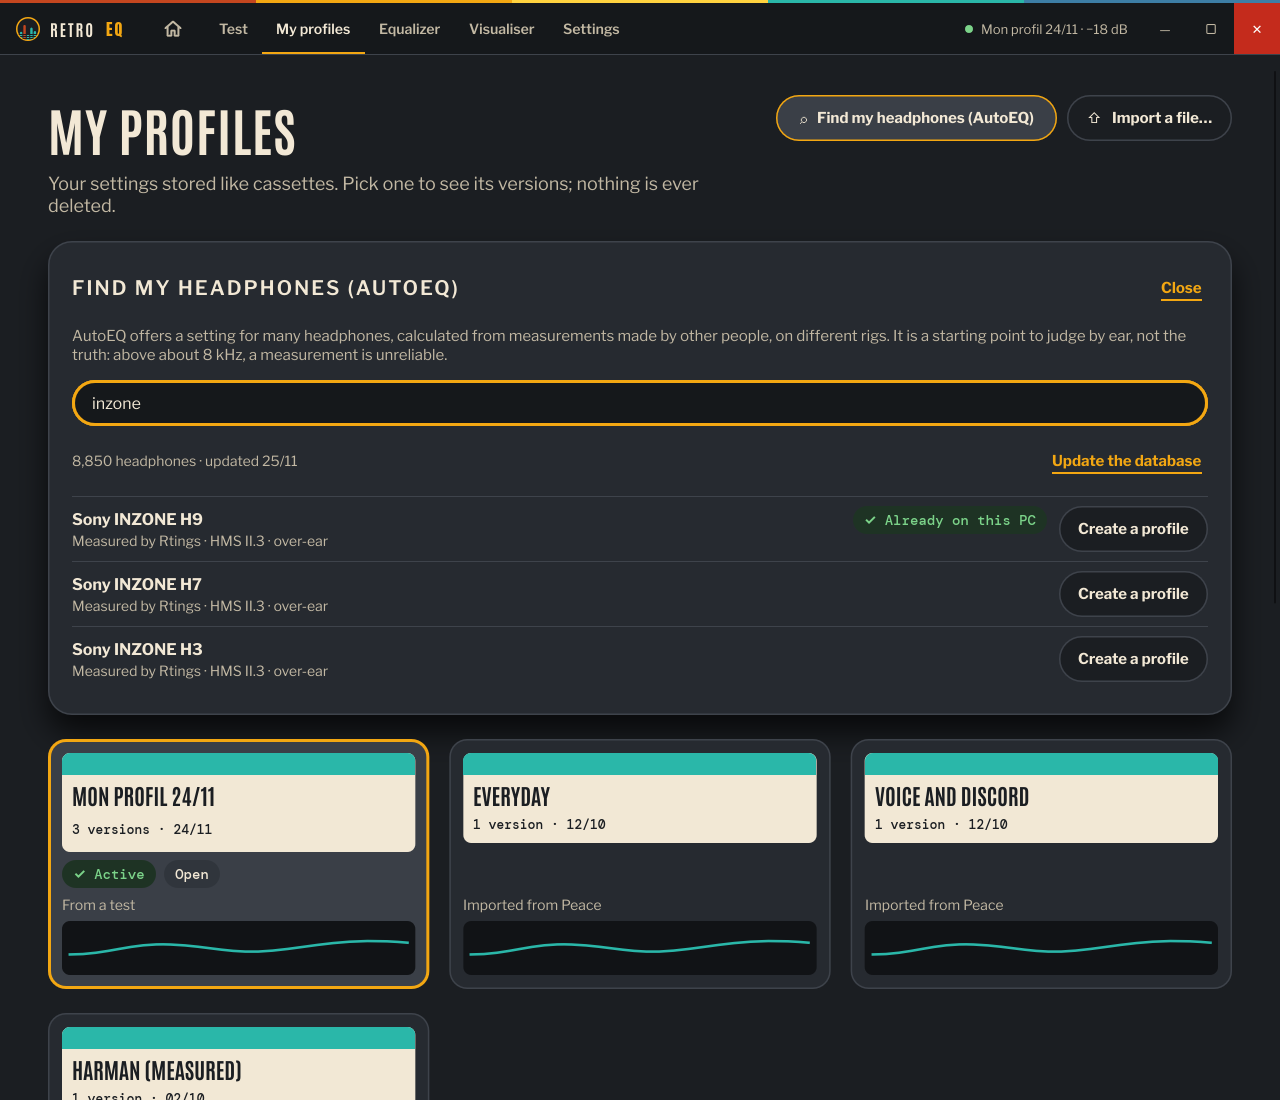 RETRO EQ
Test
My profiles
Equalizer
Visualiser
Settings
Mon profil 24/11 · −18 dB
MY PROFILES
Find my headphones (AutoEQ)
Import a file...
Your settings stored like cassettes. Pick one to see its versions; nothing is ever
deleted.
FIND MY HEADPHONES (AUTOEQ)
Close
AutoEQ offers a setting for many headphones, calculated from measurements made by other people, on different rigs. It is a starting point to judge by ear, not the
truth: above about 8 kHz, a measurement is unreliable.
inzone
8,850 headphones · updated 25/11
Update the database
Sony INZONE H9
Measured by Rtings · HMS II.3 · over-ear
✓ Already on this PC
Create a profile
Sony INZONE H7
Measured by Rtings · HMS II.3 · over-ear
Create a profile
Sony INZONE H3
Measured by Rtings · HMS II.3 · over-ear
Create a profile
MON PROFIL 24/11
3 versions · 24/11
✓ Active
Open
From a test
EVERYDAY
1 version · 12/10
Imported from Peace
VOICE AND DISCORD
1 version · 12/10
Imported from Peace
HARMAN (MEASURED)
1 version · 02/10